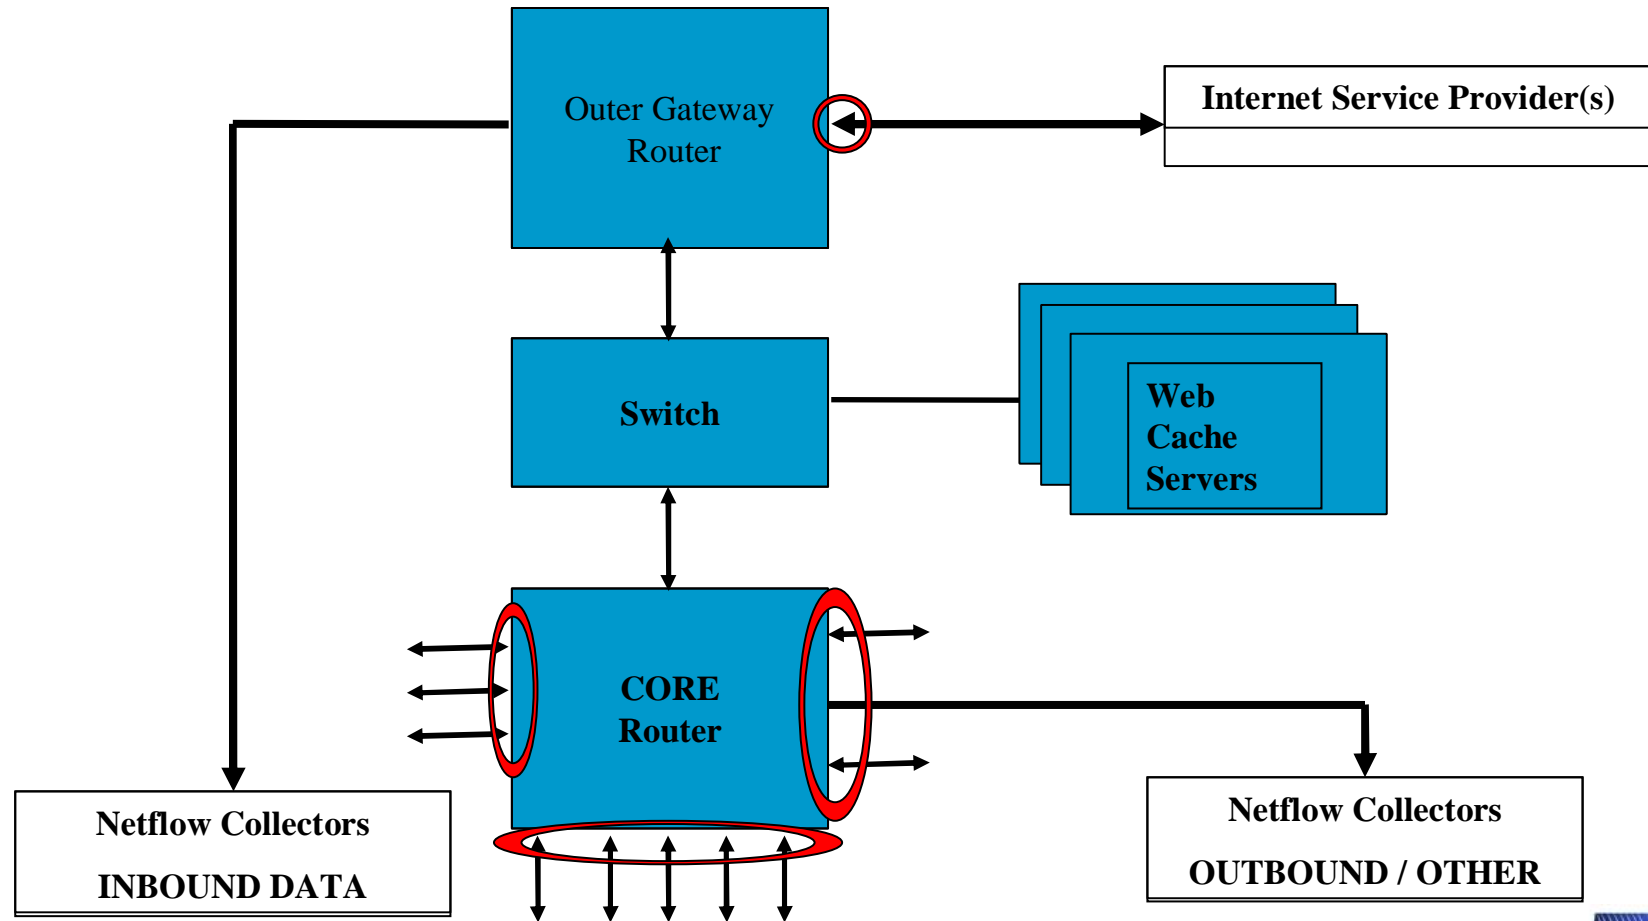 Outer Gateway
Router
Internet Service Provider(s)
Switch
Web
Cache
Servers
CORE
Router
Netflow Collectors
INBOUND DATA
Netflow Collectors
OUTBOUND / OTHER